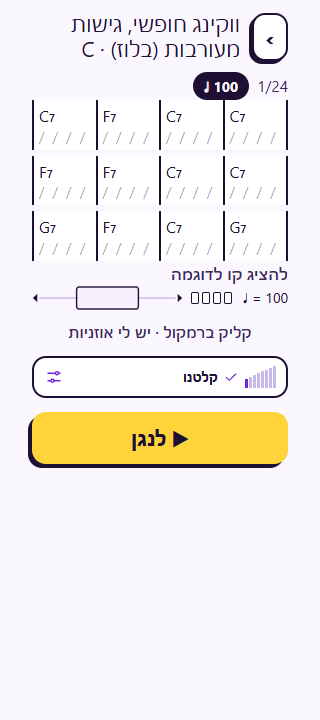 ווקינג חופשי, גישות
מעורבות (בלוז) · C
1/24 ♩ 100
C7 F7 C7 C7
/ / / / / / / / / / / / / / / /
F7 F7 C7 C7
/ / / / / / / / / / / / / / / /
G7 F7 C7 G7
/ / / / / / / / / / / / / / / /
להציג קו לדוגמה
♩ = 100
קליק ברמקול · יש לי אוזניות
קלטנו
לנגן